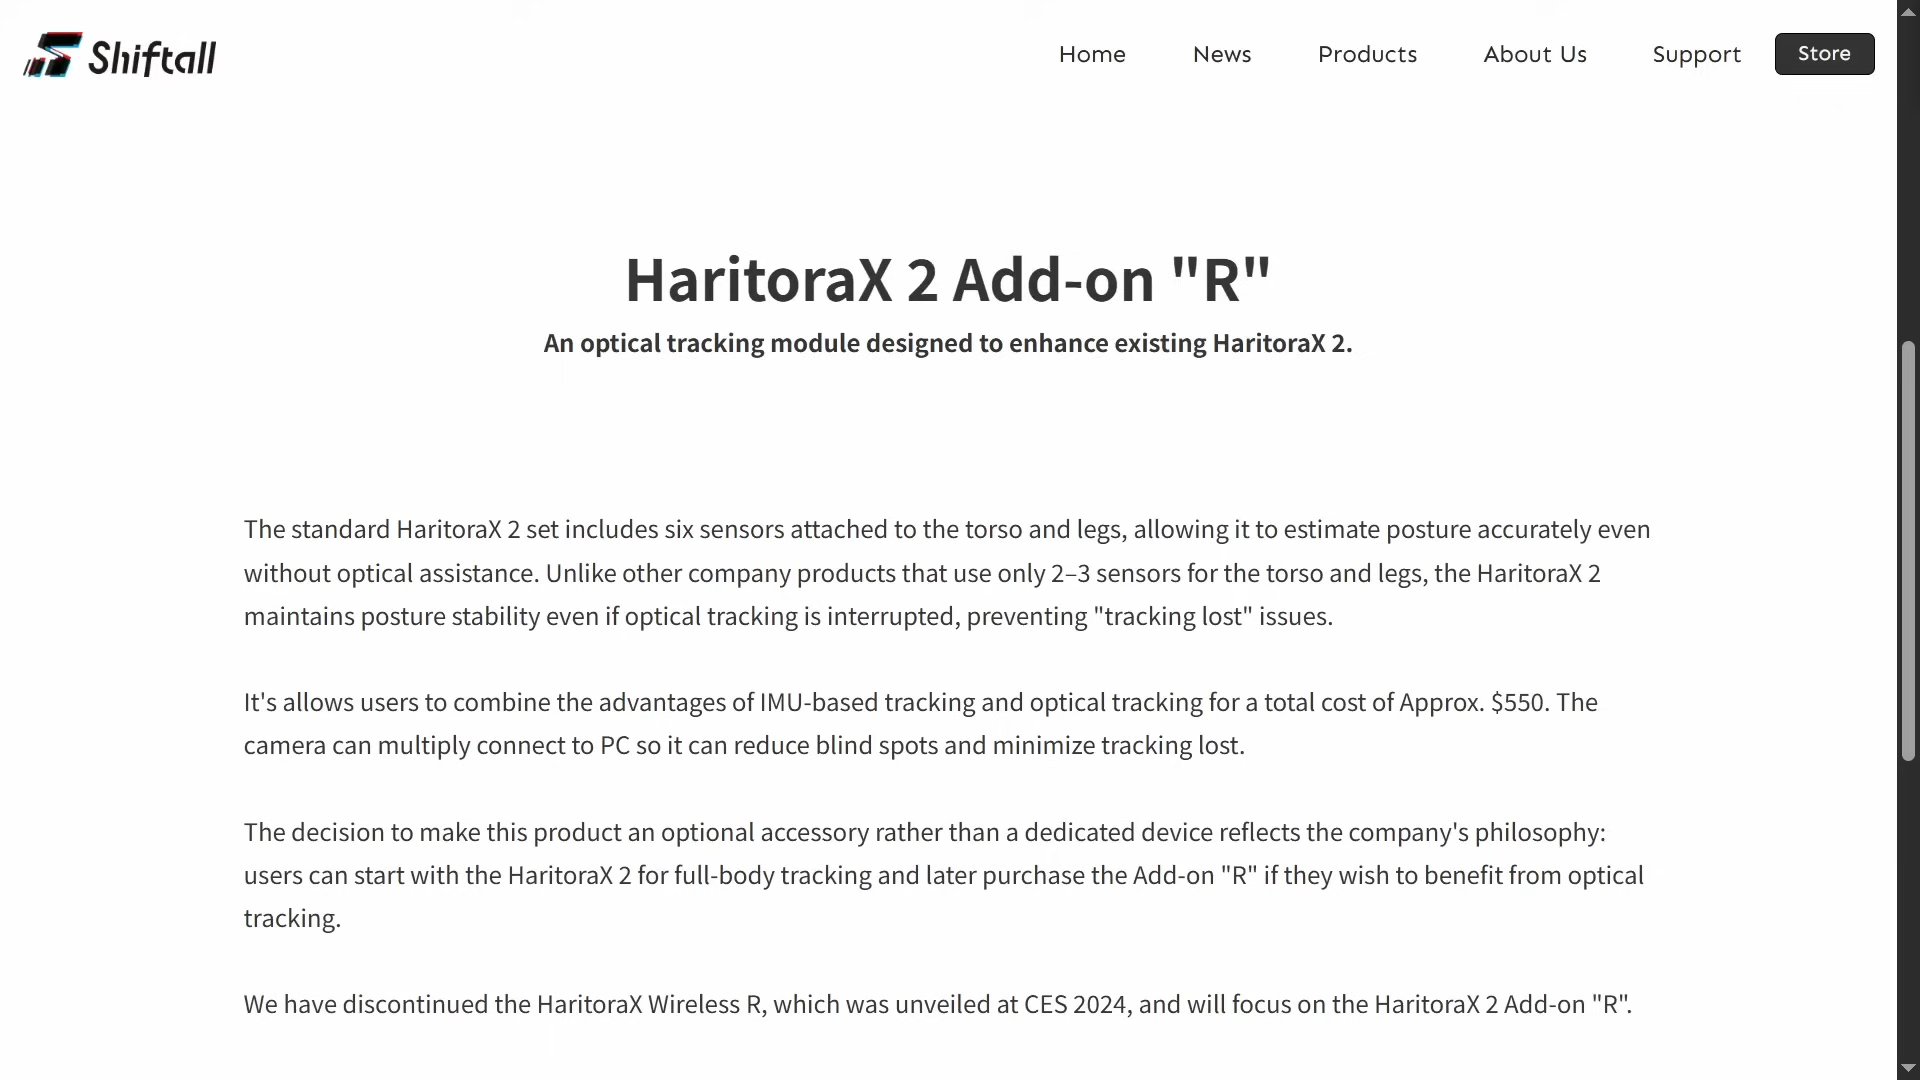 Shiftall
Home News Products About Us Support Store
HaritoraX 2 Add-on "R"
An optical tracking module designed to enhance existing HaritoraX 2.
The standard HaritoraX 2 set includes six sensors attached to the torso and legs, allowing it to estimate posture accurately even
without optical assistance. Unlike other company products that use only 2–3 sensors for the torso and legs, the HaritoraX 2
maintains posture stability even if optical tracking is interrupted, preventing "tracking lost" issues.
It's allows users to combine the advantages of IMU-based tracking and optical tracking for a total cost of Approx. $550. The
camera can multiply connect to PC so it can reduce blind spots and minimize tracking lost.
The decision to make this product an optional accessory rather than a dedicated device reflects the company's philosophy:
users can start with the HaritoraX 2 for full-body tracking and later purchase the Add-on "R" if they wish to benefit from optical
tracking.
We have discontinued the HaritoraX Wireless R, which was unveiled at CES 2024, and will focus on the HaritoraX 2 Add-on "R".